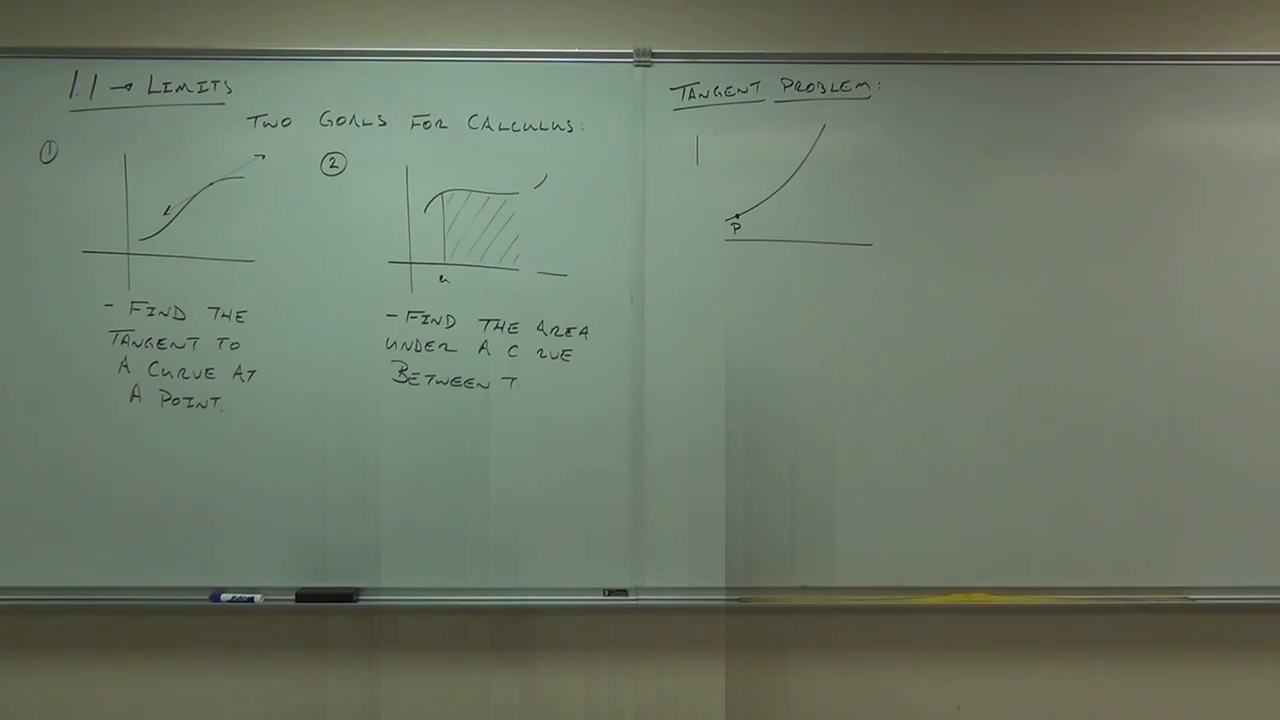 1.1 → LIMITS
TWO GOALS FOR CALCULUS:
①
②
a
- FIND THE
TANGENT TO
A CURVE AT
A POINT.
- FIND THE AREA
UNDER A C RVE
BETWEEN T
TANGENT PROBLEM:
P